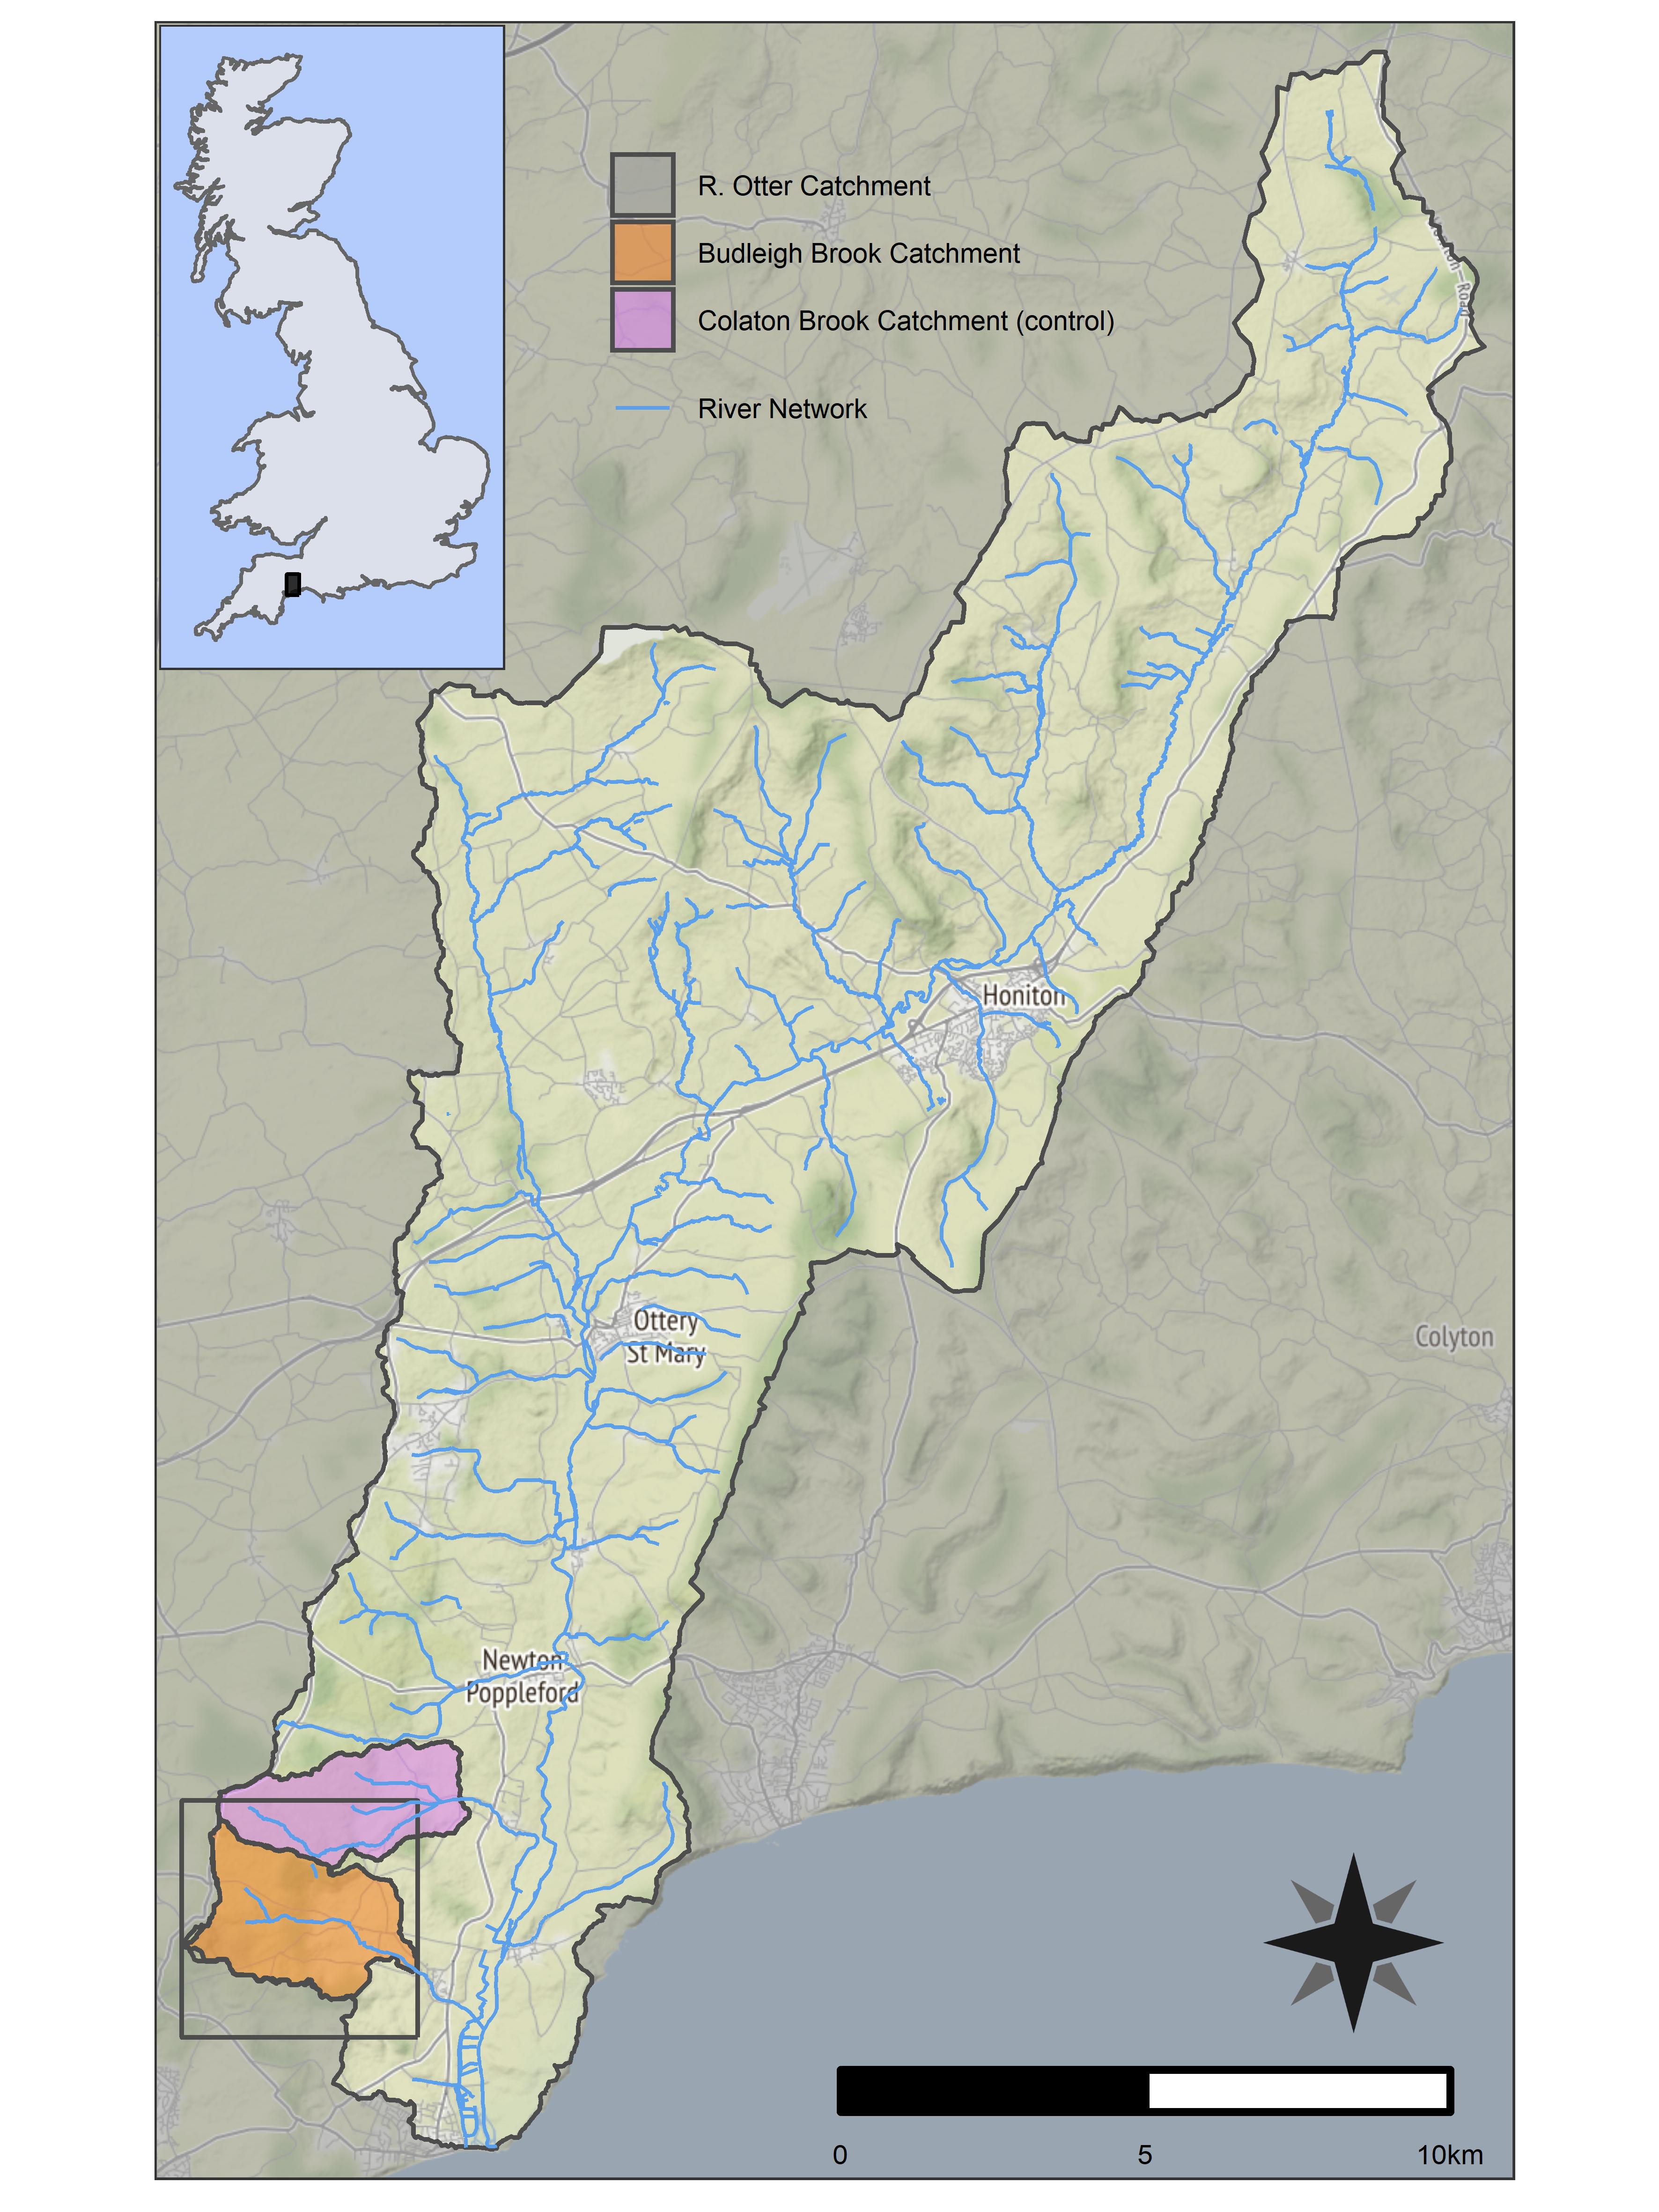 R. Otter Catchment
Budleigh Brook Catchment
Colaton Brook Catchment (control)
River Network
Road
Honiton
Ottery
St Mary
Colyton
Newton
Poppleford
0 5 10km